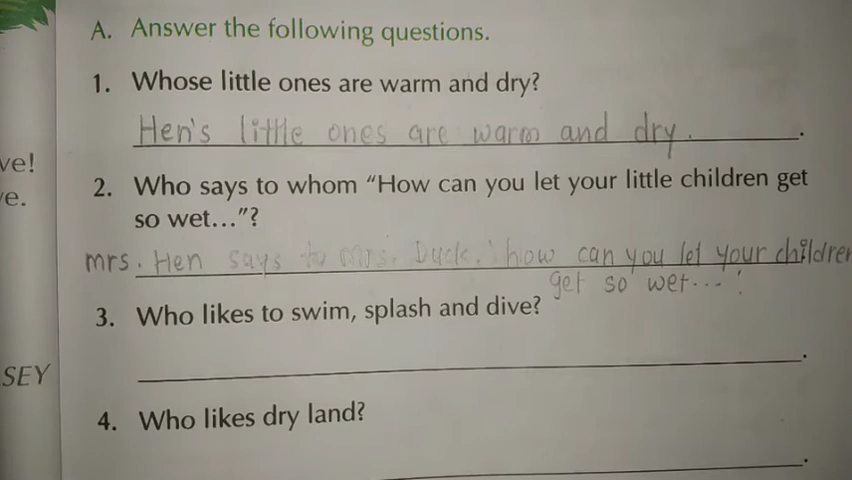 A. Answer the following questions.
1. Whose little ones are warm and dry?
Hen's little ones are warm and dry.
ve!
2. Who says to whom "How can you let your little children get
e.
so wet..."?
mrs. Hen says to Mrs. Duck. 'how can you let your children
get so wet...'
3. Who likes to swim, splash and dive?
SEY
4. Who likes dry land?